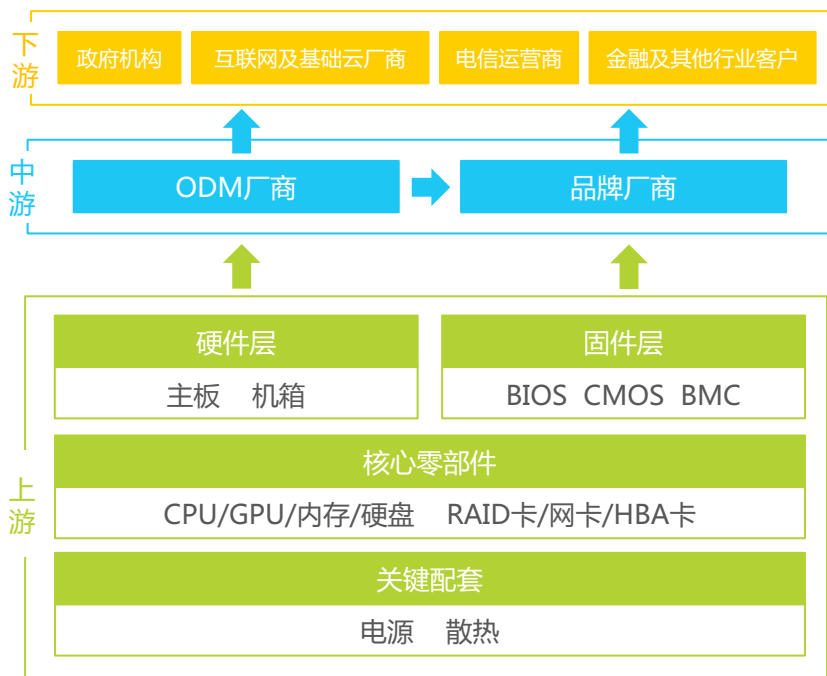 下游
政府机构
互联网及基础云厂商
电信运营商
金融及其他行业客户
中游
ODM厂商
品牌厂商
上游
硬件层
主板 机箱
固件层
BIOS CMOS BMC
核心零部件
CPU/GPU/内存/硬盘 RAID卡/网卡/HBA卡
关键配套
电源 散热